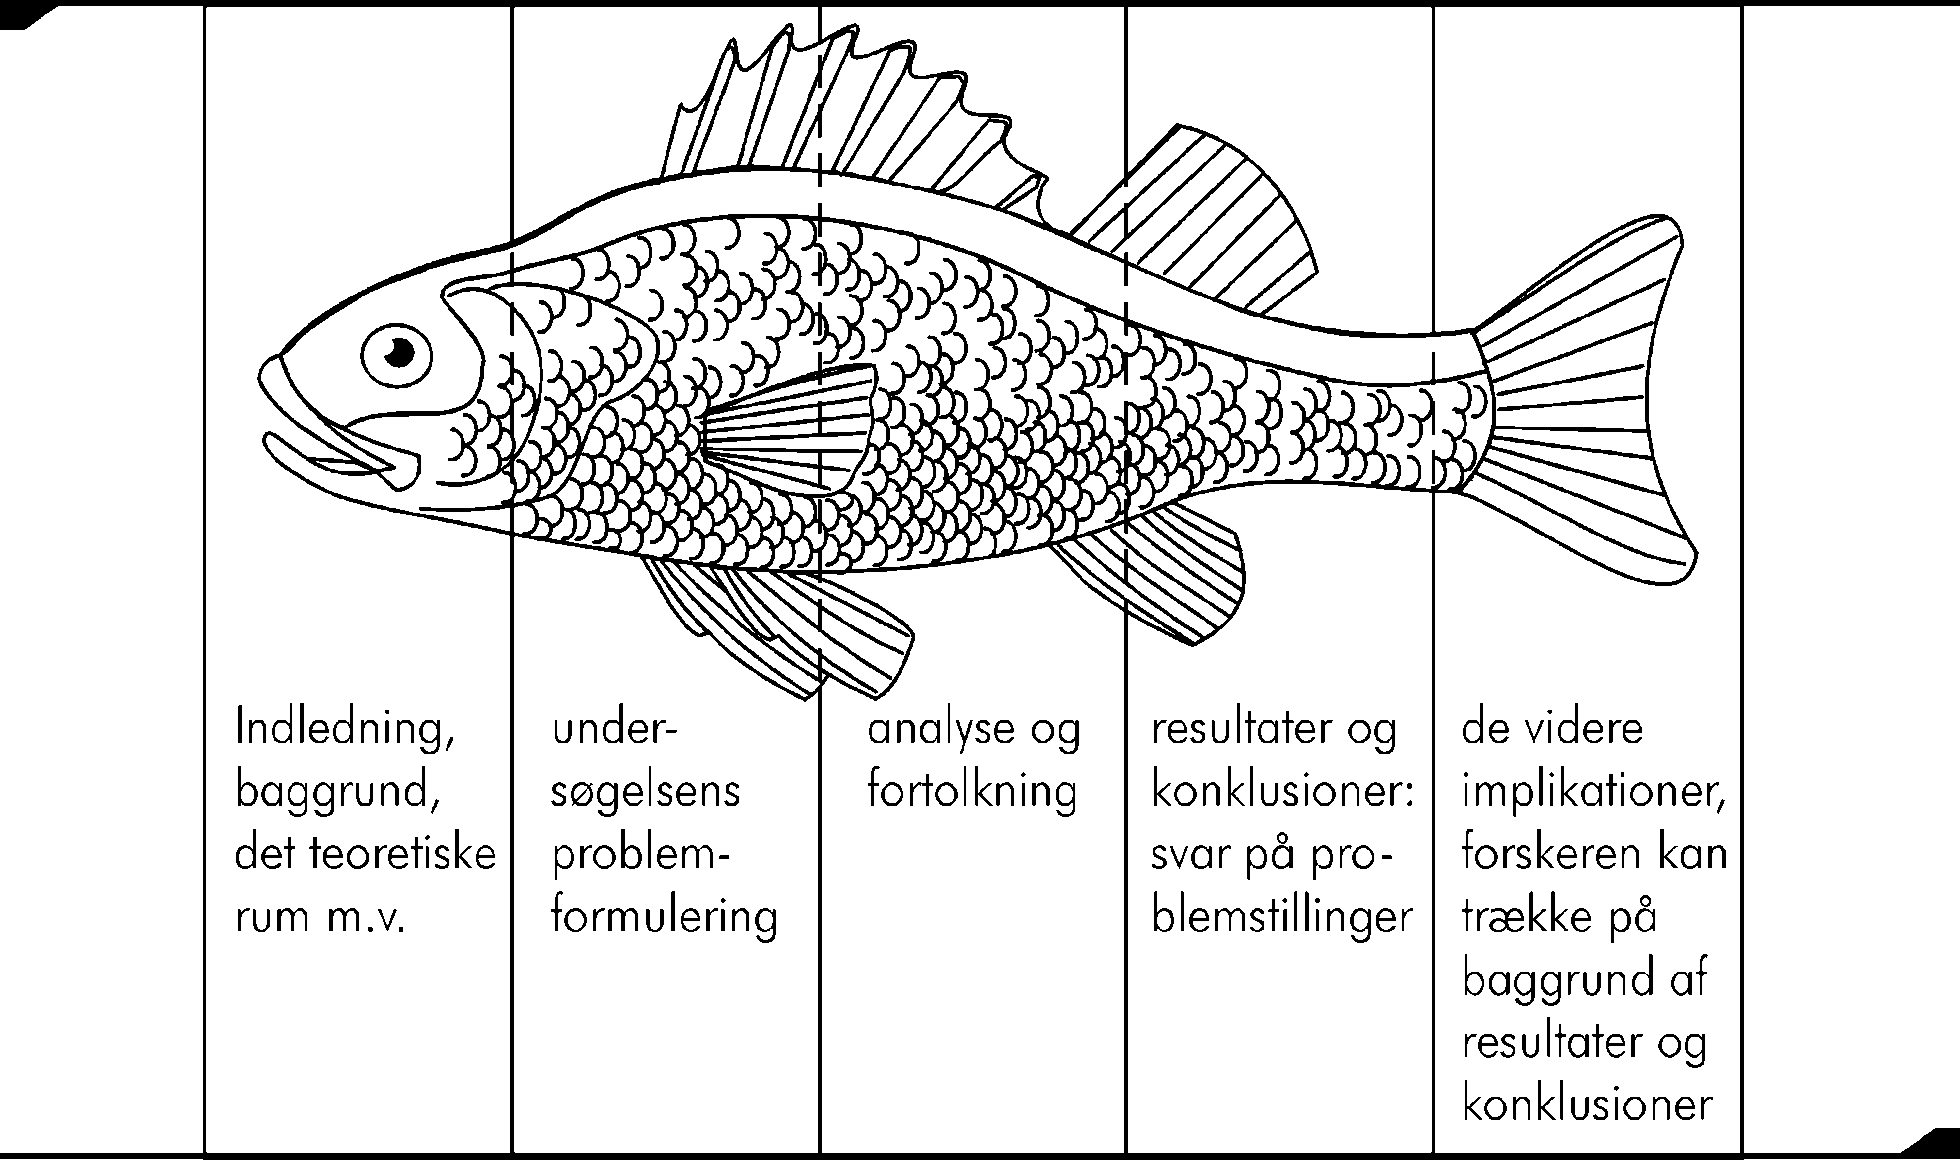 Indledning,
baggrund,
det teoretiske
rum m.v.
under-
søgelsens
problem-
formulering
analyse og
fortolkning
resultater og
konklusioner:
svar på pro-
blemstillinger
de videre
implikationer,
forskeren kan
trække på
baggrund af
resultater og
konklusioner